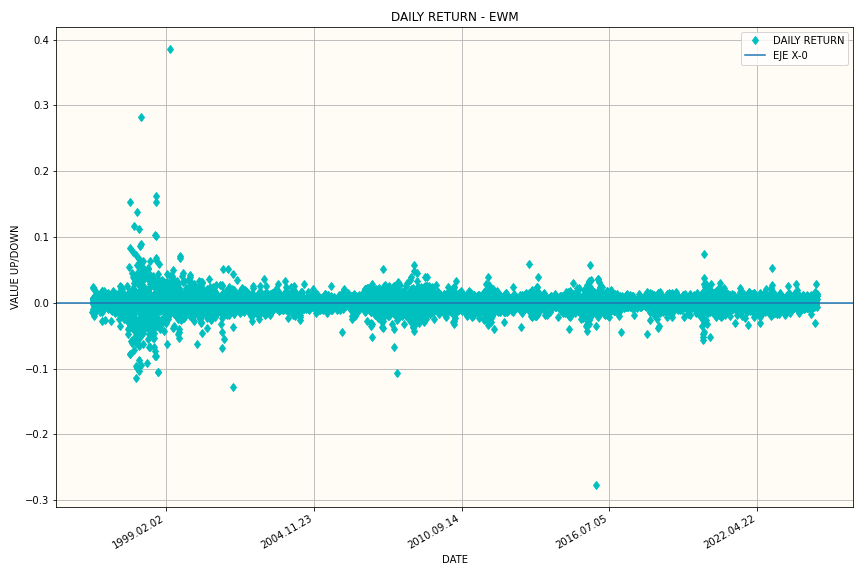 DAILY RETURN - EWM
DAILY RETURN
EJE X-0
0.4
0.3
0.2
0.1
0.0
−0.1
−0.2
−0.3
VALUE UP/DOWN
1999.02.02
2004.11.23
2010.09.14
2016.07.05
2022.04.22
DATE